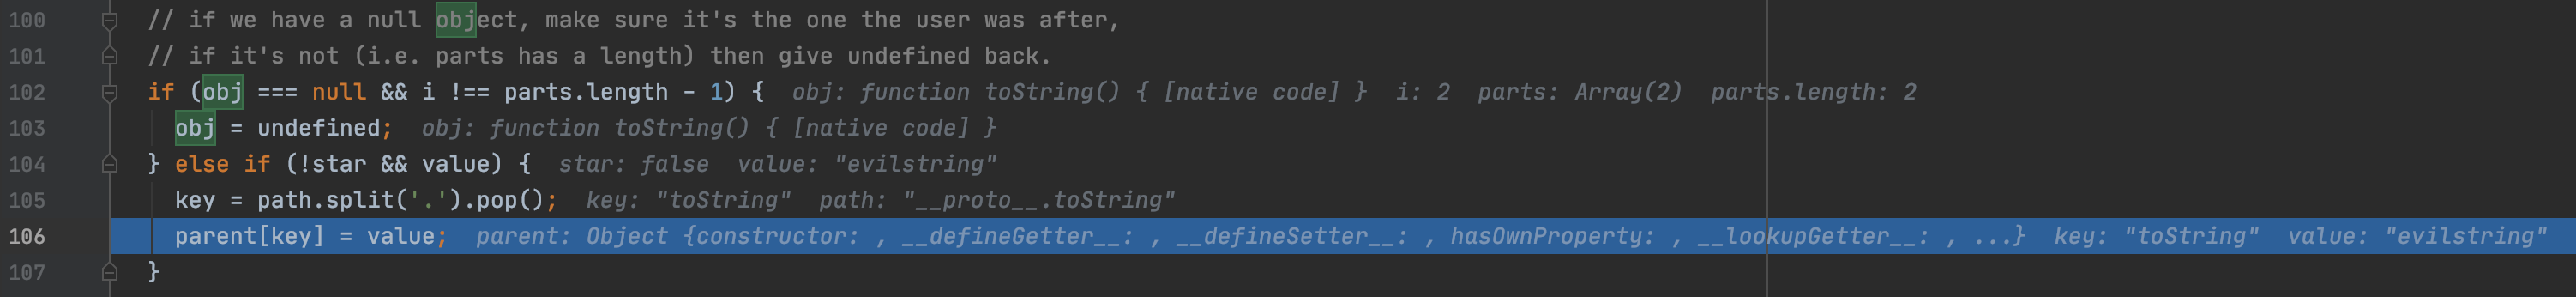 100 // if we have a null object, make sure it's the one the user was after,
101 // if it's not (i.e. parts has a length) then give undefined back.
102 if (obj === null && i !== parts.length - 1) { obj: function toString() { [native code] } i: 2 parts: Array(2) parts.length: 2
103 obj = undefined; obj: function toString() { [native code] }
104 } else if (!star && value) { star: false value: "evilstring"
105 key = path.split('.').pop(); key: "toString" path: "__proto__.toString"
106 parent[key] = value; parent: Object {constructor: , __defineGetter__: , __defineSetter__: , hasOwnProperty: , __lookupGetter__: , ...} key: "toString" value: "evilstring"
107 }